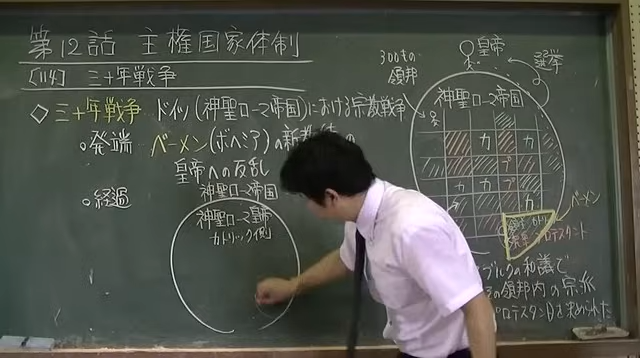 第12話 主権国家体制
[114] 三十年戦争
◇三十年戦争 ドイツ(神聖ローマ帝国)における宗教戦争
○発端 ベーメン(ボヘミア)の新教徒の
皇帝への反乱
○経過
神聖ローマ帝国
神聖ローマ皇帝
カトリック側
300もの
領邦
皇帝
選挙
神聖ローマ帝国
カ
カ
プ
カ
カ
プ
ベーメン
プロテスタント
ブルクの和議で
の領邦内の宗派
プロテスタント)を決められた